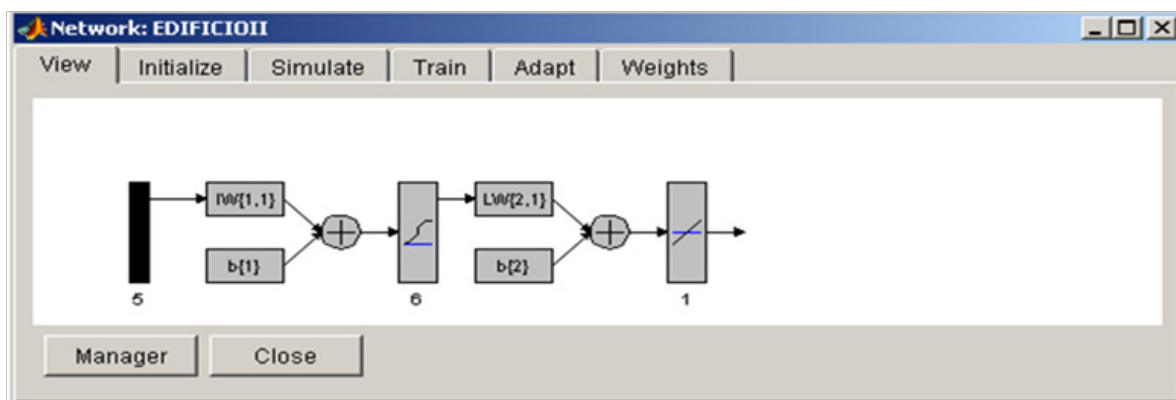 Network: EDIFICIOII
View Initialize Simulate Train Adapt Weights
IW{1,1} LW{2,1}
b{1} b{2}
5 6 1
Manager Close